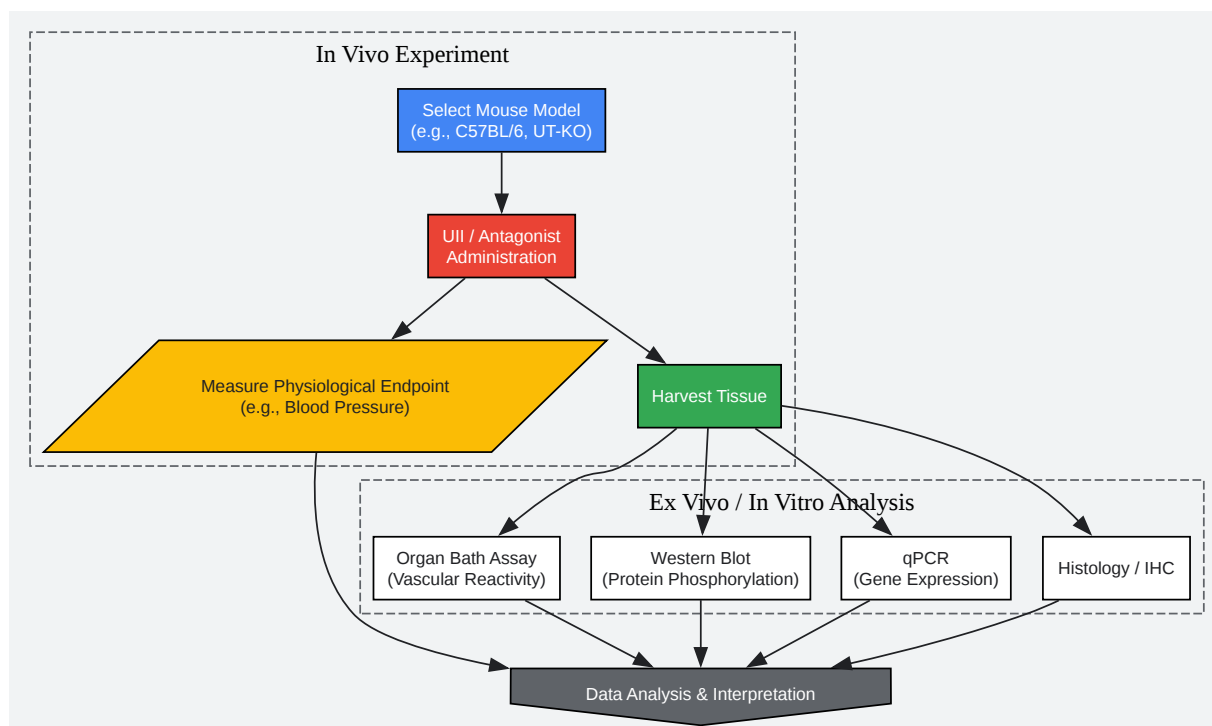 In Vivo Experiment
Select Mouse Model
(e.g., C57BL/6, UT-KO)
UII / Antagonist
Administration
Measure Physiological Endpoint
(e.g., Blood Pressure)
Harvest Tissue
Ex Vivo / In Vitro Analysis
Organ Bath Assay
(Vascular Reactivity)
Western Blot
(Protein Phosphorylation)
qPCR
(Gene Expression)
Histology / IHC
Data Analysis & Interpretation